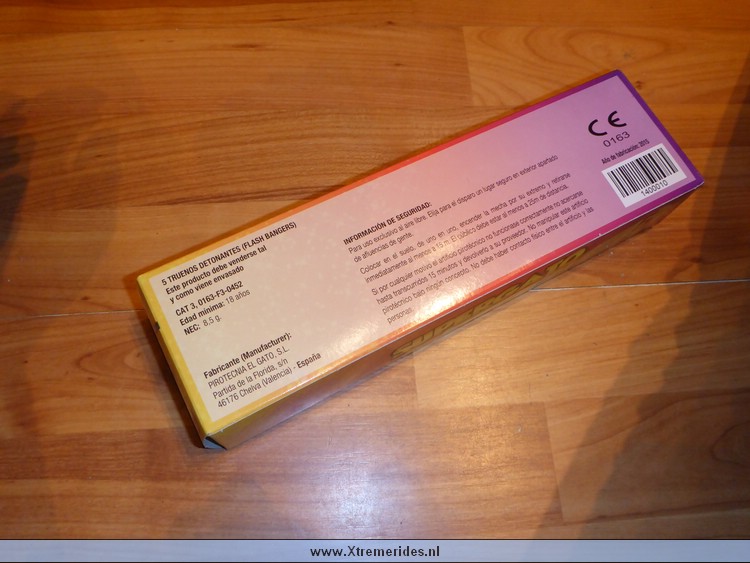 5 TRUENOS DETONANTES (FLASH BANGERS)
Este producto debe venderse tal
y como viene envasado
CAT 3, 0163-F3-0452
Edad mínima: 18 años
NEC: 8,5 g.
Fabricante (Manufacturer):
PIROTECNIA EL GATO, S.L.
Partida de la Florida, s/n
46176 Chelva (Valencia) - España
INFORMACIÓN DE SEGURIDAD:
Para uso exclusivo al aire libre. Elija para el disparo un lugar seguro en exterior apartado
de afluencias de gente.
Colocar en el suelo, de uno en uno, encender la mecha por su extremo y retirarse
inmediatamente al menos a 15 m. El público debe estar al menos a 25m de distancia.
Si por cualquier motivo el artificio pirotécnico no funcionase correctamente no acercarse
hasta transcurridos 15 minutos y devolverlo a su proveedor. No manipular este artificio
pirotécnico bajo ningún concepto. No debe haber contacto físico entre el artificio y las
personas.
CE
0163
Año de fabricación: 2015
1400010
www.Xtremerides.nl